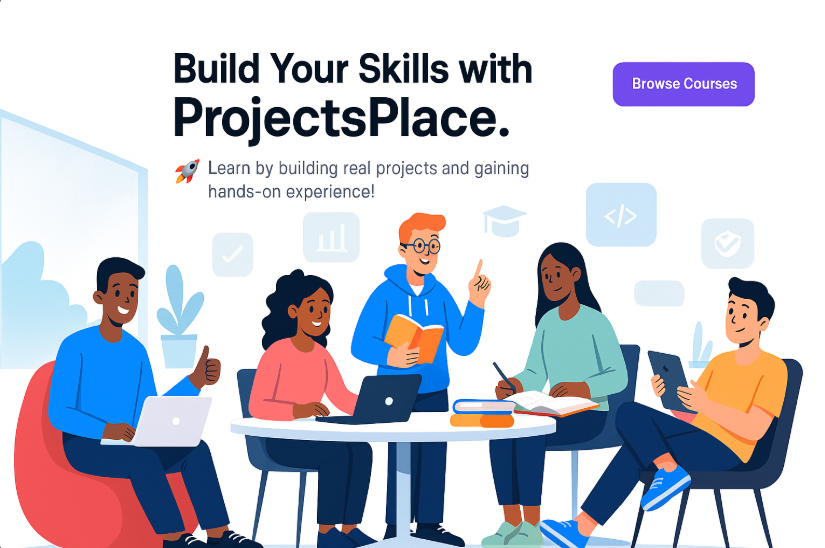 Build Your Skills with
ProjectsPlace.
Browse Courses
🚀 Learn by building real projects and gaining
hands-on experience!
</>